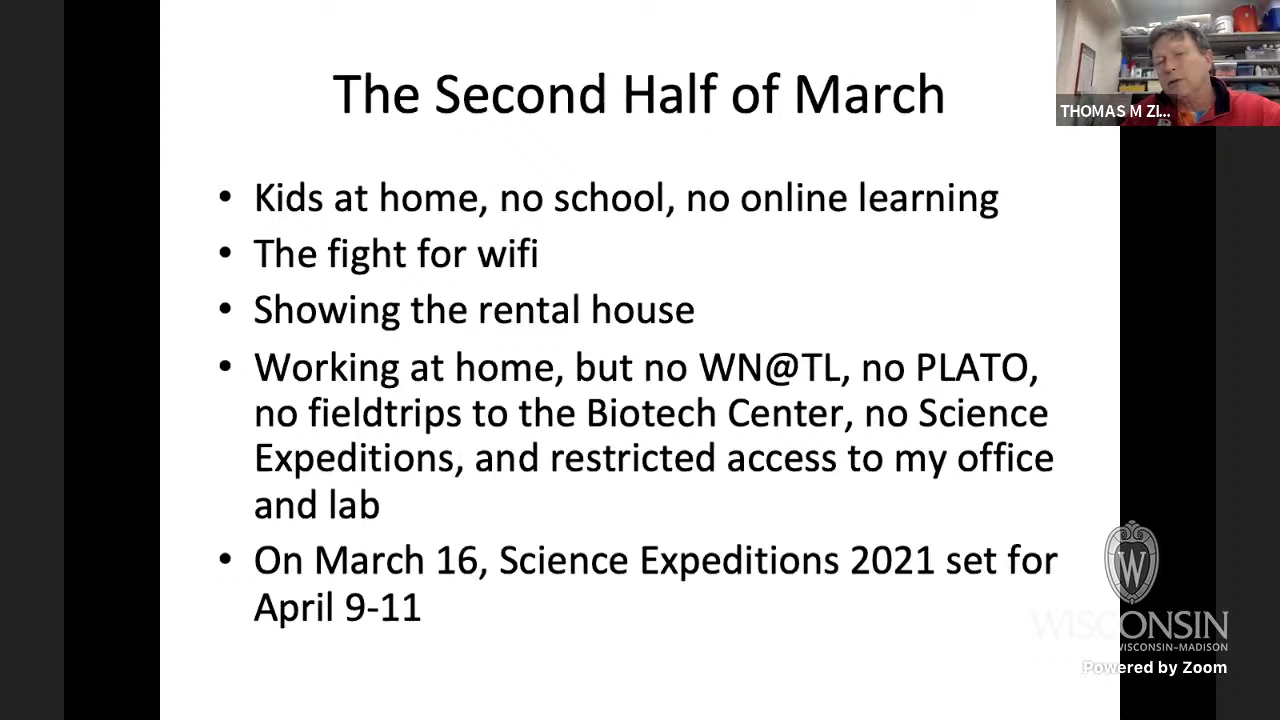 The Second Half of March
THOMAS M ZI...
• Kids at home, no school, no online learning
• The fight for wifi
• Showing the rental house
• Working at home, but no WN@TL, no PLATO,
no fieldtrips to the Biotech Center, no Science
Expeditions, and restricted access to my office
and lab
• On March 16, Science Expeditions 2021 set for
April 9-11
W
WISCONSIN
WISCONSIN–MADISON
Powered by Zoom